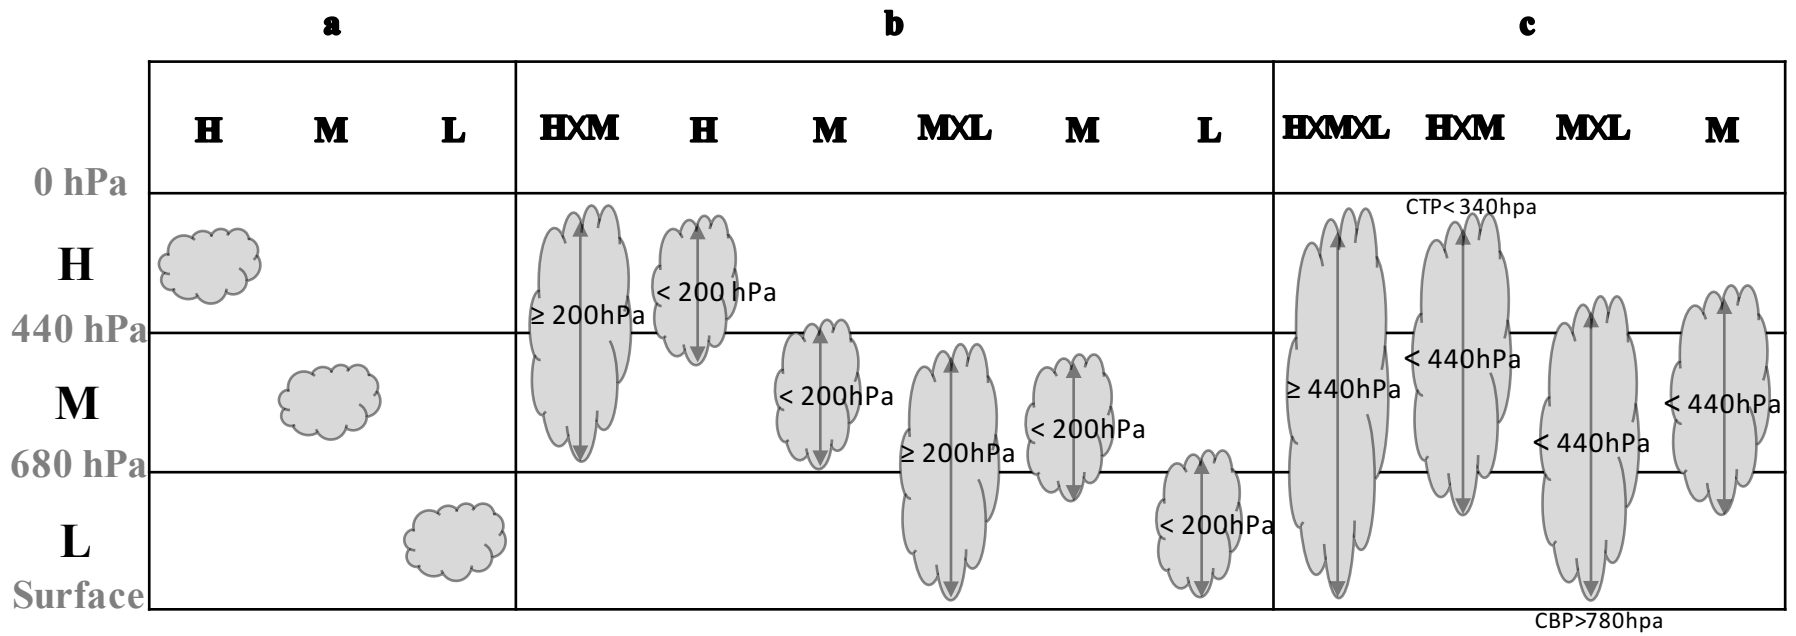 a b c
H M L HXM H M MXL M L HXMXL HXM MXL M
0 hPa
CTP< 340hpa
H
< 200 hPa
≥ 200hPa
440 hPa
< 440hPa
≥ 440hPa
M
< 200hPa
< 440hPa
< 200hPa
< 440hPa
≥ 200hPa
680 hPa
< 200hPa
L
Surface
CBP>780hpa